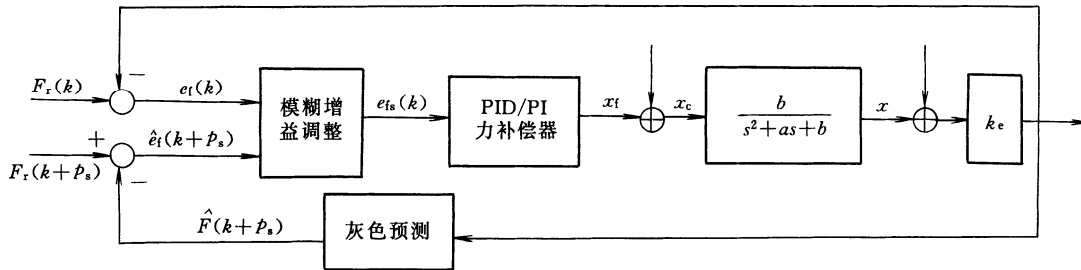 −
F_r(k)
e_f(k)
模糊增
益调整
e_fs(k)
PID/PI
力补偿器
x_f
x_c
b
s²+as+b
x
k_e
+
ê_f(k+p_s)
F_r(k+p_s)
−
F̂(k+p_s)
灰色预测